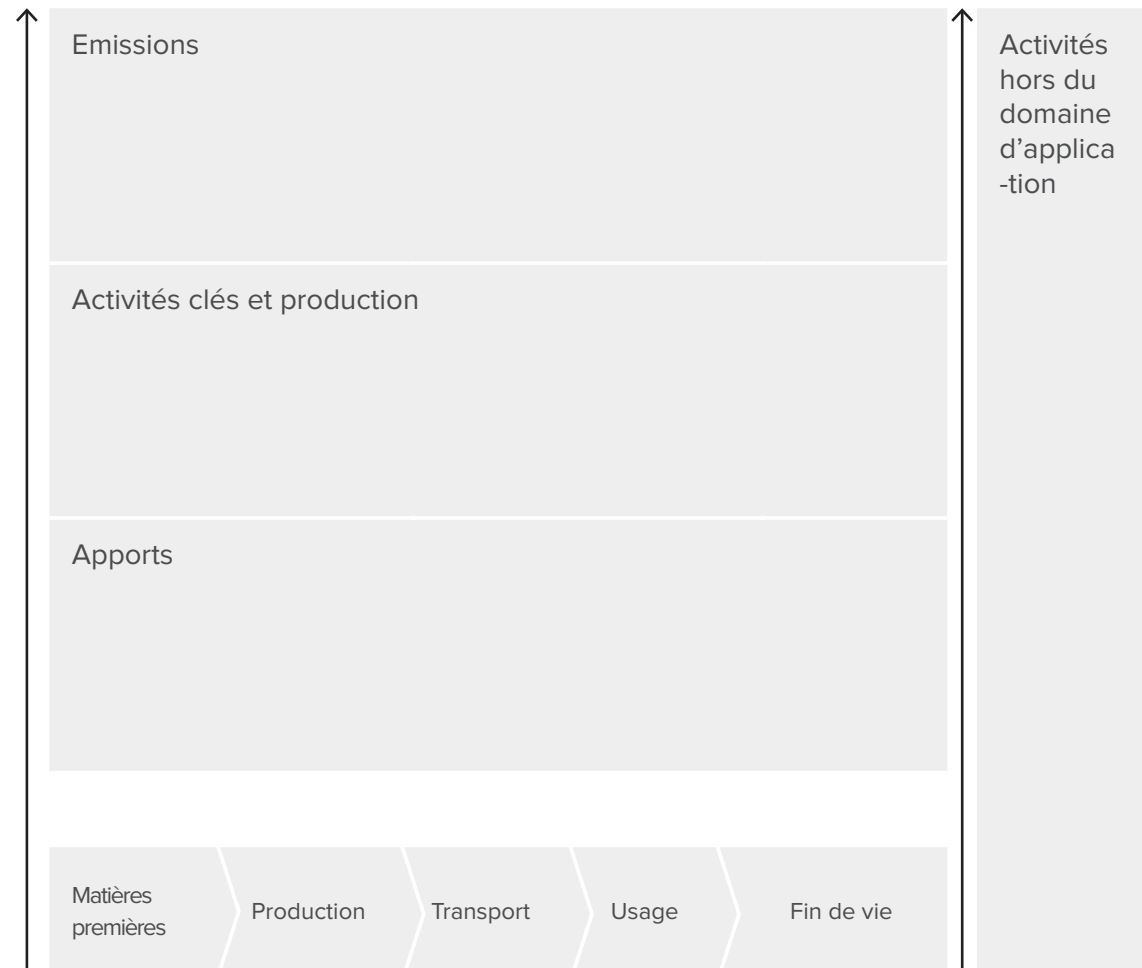 Emissions
Activités
hors du
domaine
d’applica
-tion
Activités clés et production
Apports
Matières
premières
Production
Transport
Usage
Fin de vie